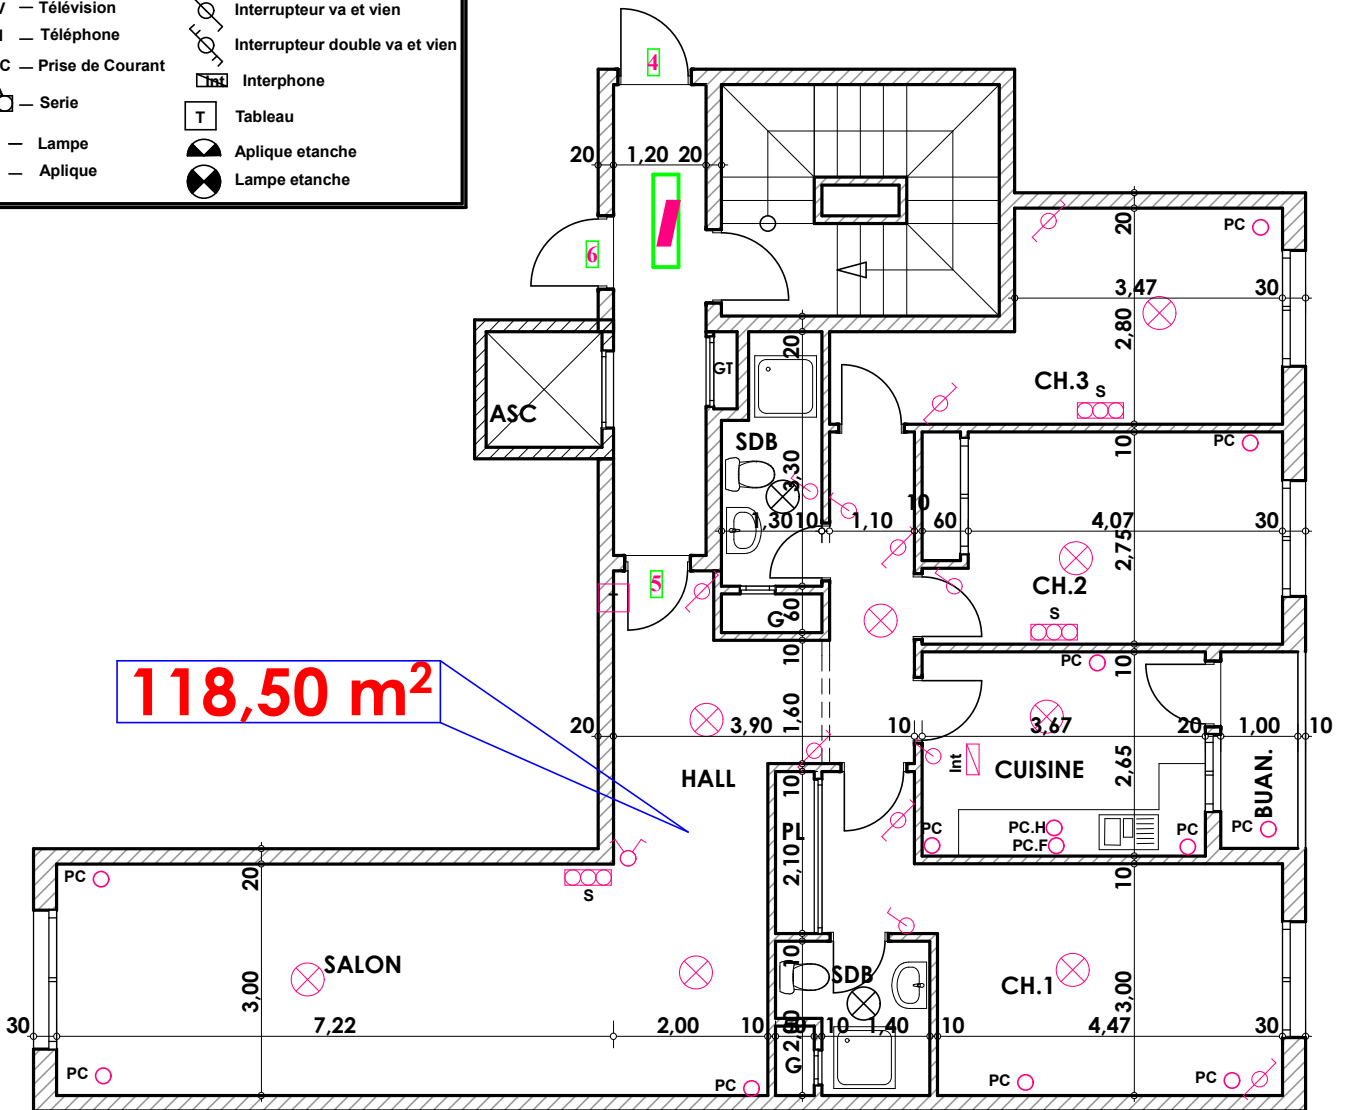 — Télévision
— Téléphone
C — Prise de Courant
— Serie
— Lampe
— Aplique
Interrupteur va et vien
Interrupteur double va et vien
Int Interphone
T Tableau
Aplique etanche
Lampe etanche
4
20 1,20 20
6
20
PC
3,47 30
2,80
20
GT
CH.3
S
ASC
SDB
10
PC
3,30
10
1,30 10 1,10 60 4,07 30
2,75
5
CH.2
T
G
60
S
118,50 m²
10
PC
10
1,60
20 3,90 10 3,67 20 1,00 10
Int
CUISINE
2,65
BUAN.
HALL
10
PL
PC
PC.H
PC.F
PC
PC
2,10
PC
20
S
10
10
SALON
SDB
CH.1
3,00
3,00
30 7,22 2,00 10 10 1,40 10 4,47 30
2,00
G
PC
PC
PC
PC